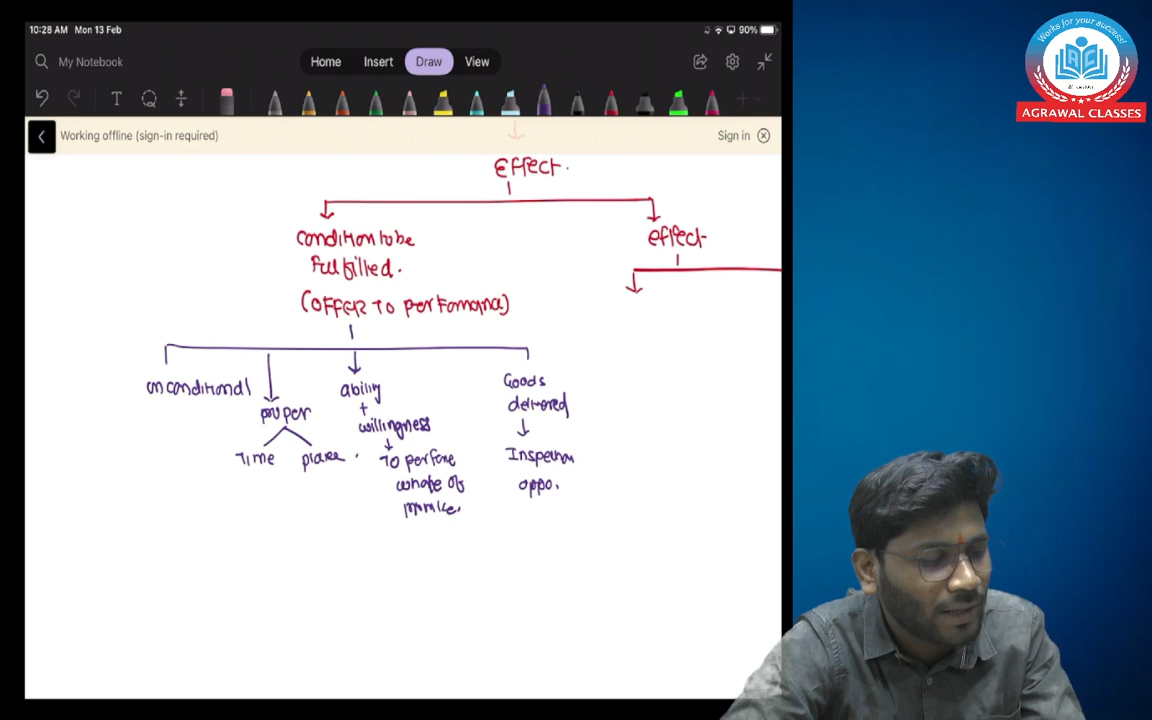 10:28 AM Mon 13 Feb
90%
My Notebook
Home Insert Draw View
Working offline (sign-in required)
Sign in
Works for your success!
AC
AGRAWAL CLASSES
Effect.
condition to be
fulfilled.
(OFFER TO performance)
effect
unconditional
proper
Time place.
ability
+
willingness
To perform
whole of
promise.
Goods
delivered
Inspection
oppo.